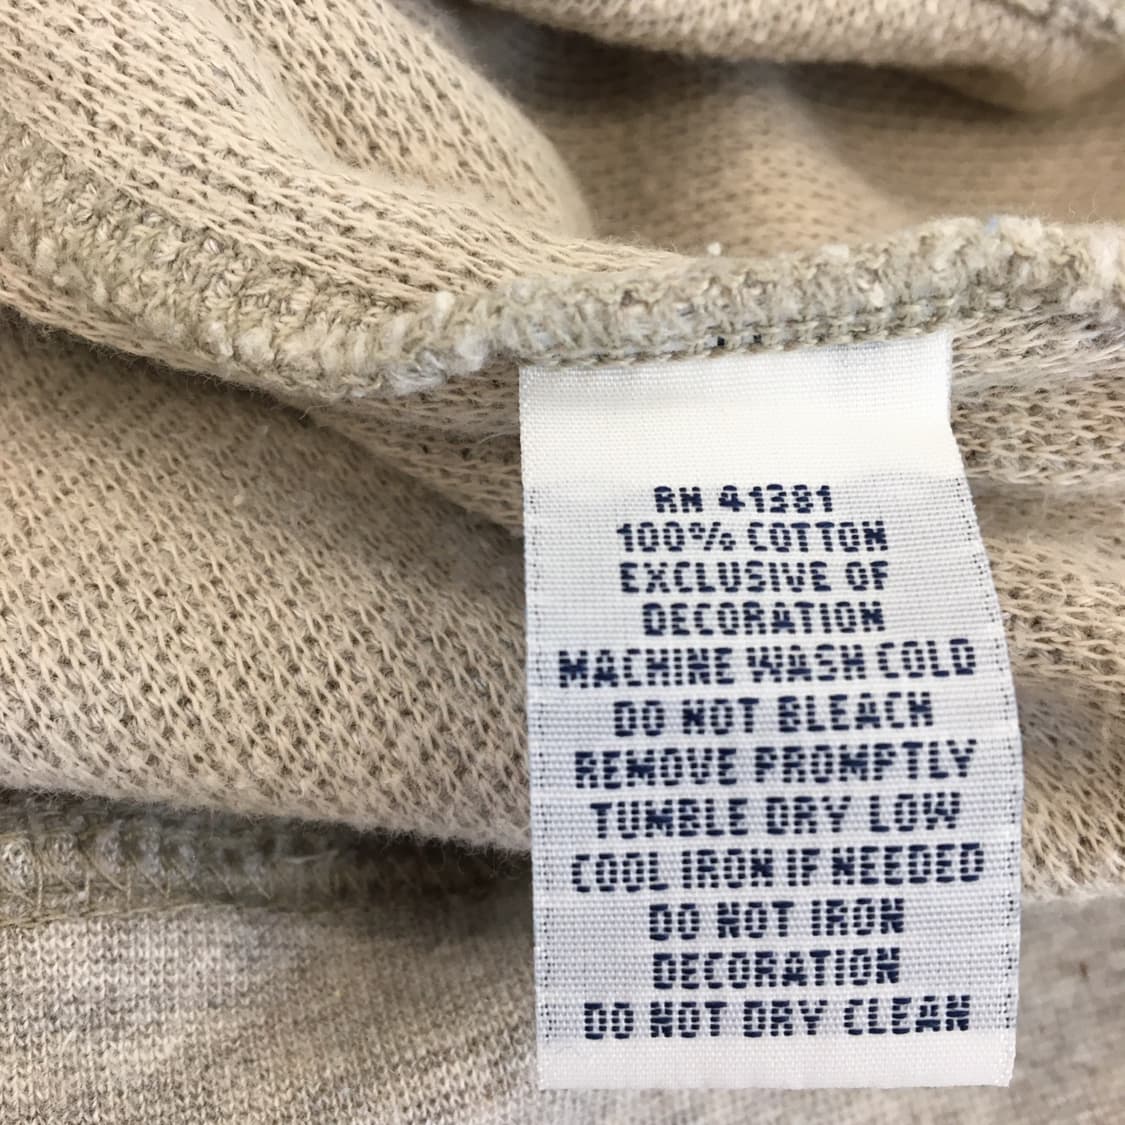 RN 41381
100% COTTON
EXCLUSIVE OF
DECORATION
MACHINE WASH COLD
DO NOT BLEACH
REMOVE PROMPTLY
TUMBLE DRY LOW
COOL IRON IF NEEDED
DO NOT IRON
DECORATION
DO NOT DRY CLEAN